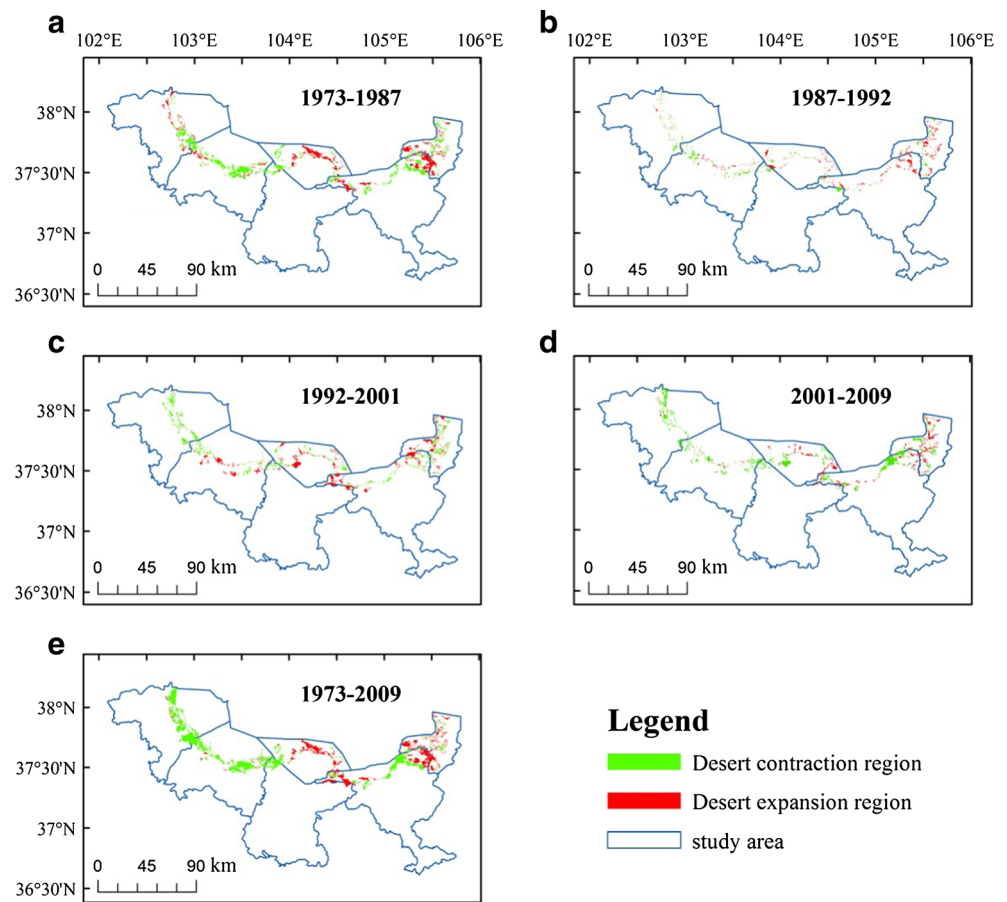 a
b
102°E 103°E 104°E 105°E 106°E
102°E 103°E 104°E 105°E 106°E
1973-1987
1987-1992
38°N
37°30'N
37°N
36°30'N
0 45 90 km
0 45 90 km
c
d
1992-2001
2001-2009
38°N
37°30'N
37°N
36°30'N
0 45 90 km
0 45 90 km
e
1973-2009
38°N
37°30'N
37°N
36°30'N
0 45 90 km
Legend
Desert contraction region
Desert expansion region
study area